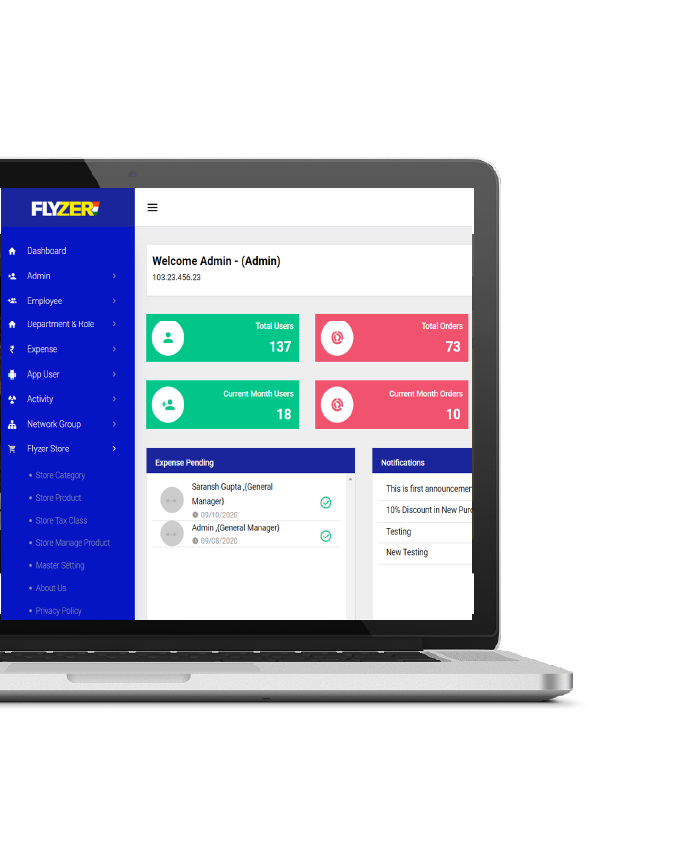 FLYZER
Dashboard
Admin
Employee
Department & Role
Expense
App User
Activity
Network Group
Flyzer Store
Store Category
Store Product
Store Tax Class
Store Manage Product
Master Setting
About Us
Privacy Policy
Welcome Admin - (Admin)
103.23.456.23
Total Users
137
Total Orders
73
Current Month Users
18
Current Month Orders
10
Expense Pending
Saransh Gupta ,(General
Manager)
09/10/2020
Admin ,(General Manager)
09/08/2020
Notifications
This is first announcemen
10% Discount in New Purc
Testing
New Testing